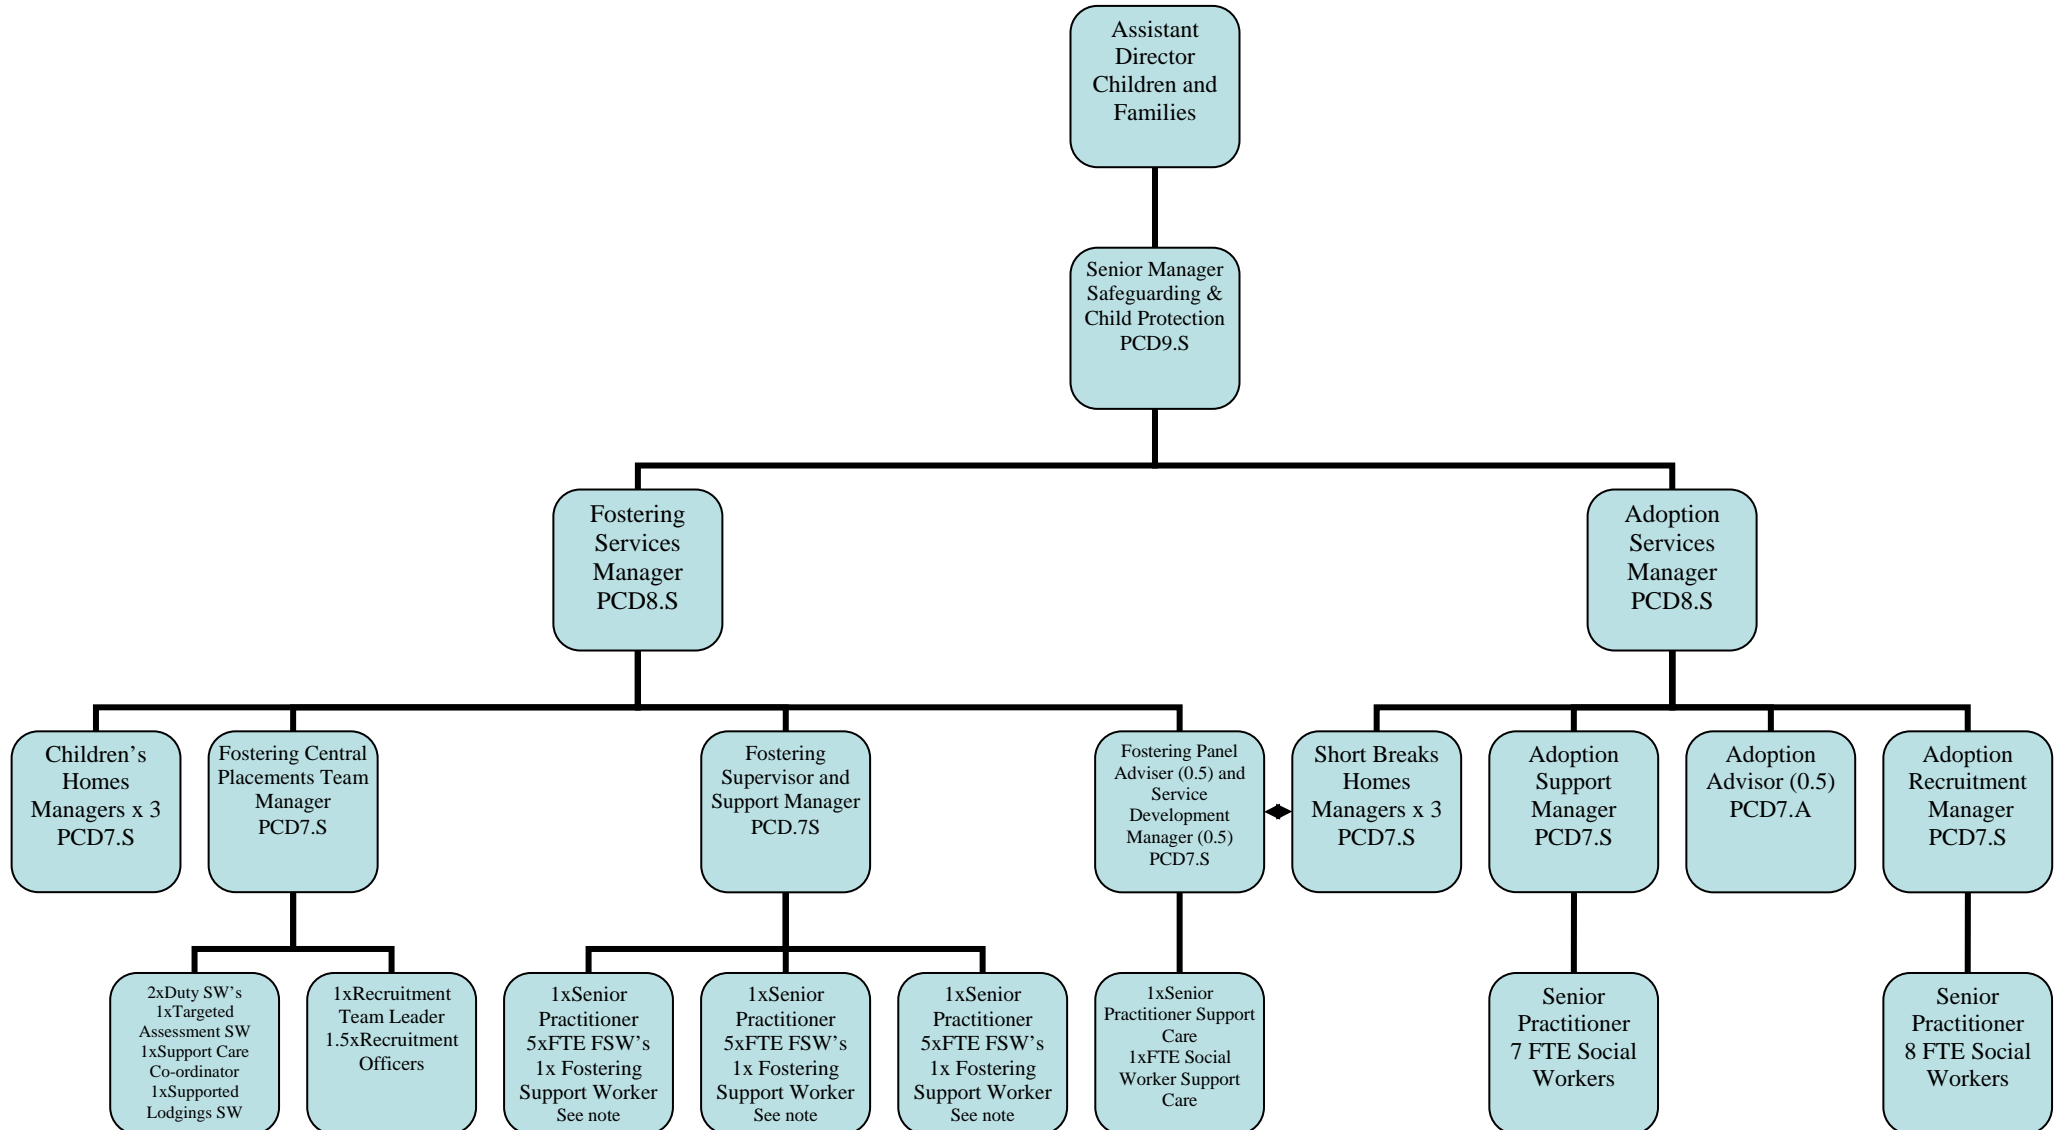 Assistant
Director
Children and
Families
Senior Manager
Safeguarding &
Child Protection
PCD9.S
Fostering
Services
Manager
PCD8.S
Adoption
Services
Manager
PCD8.S
Children’s
Homes
Managers x 3
PCD7.S
Fostering Central
Placements Team
Manager
PCD7.S
Fostering
Supervisor and
Support Manager
PCD.7S
Fostering Panel
Adviser (0.5) and
Service
Development
Manager (0.5)
PCD7.S
Short Breaks
Homes
Managers x 3
PCD7.S
Adoption
Support
Manager
PCD7.S
Adoption
Advisor (0.5)
PCD7.A
Adoption
Recruitment
Manager
PCD7.S
2xDuty SW’s
1xTargeted
Assessment SW
1xSupport Care
Co-ordinator
1xSupported
Lodgings SW
1xRecruitment
Team Leader
1.5xRecruitment
Officers
1xSenior
Practitioner
5xFTE FSW’s
1x Fostering
Support Worker
See note
1xSenior
Practitioner
5xFTE FSW’s
1x Fostering
Support Worker
See note
1xSenior
Practitioner
5xFTE FSW’s
1x Fostering
Support Worker
See note
1xSenior
Practitioner Support
Care
1xFTE Social
Worker Support
Care
Senior
Practitioner
7 FTE Social
Workers
Senior
Practitioner
8 FTE Social
Workers